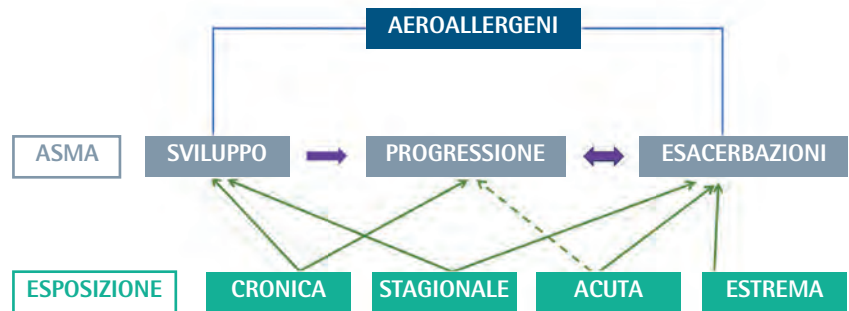 AEROALLERGENI
ASMA SVILUPPO PROGRESSIONE ESACERBAZIONI
ESPOSIZIONE CRONICA STAGIONALE ACUTA ESTREMA